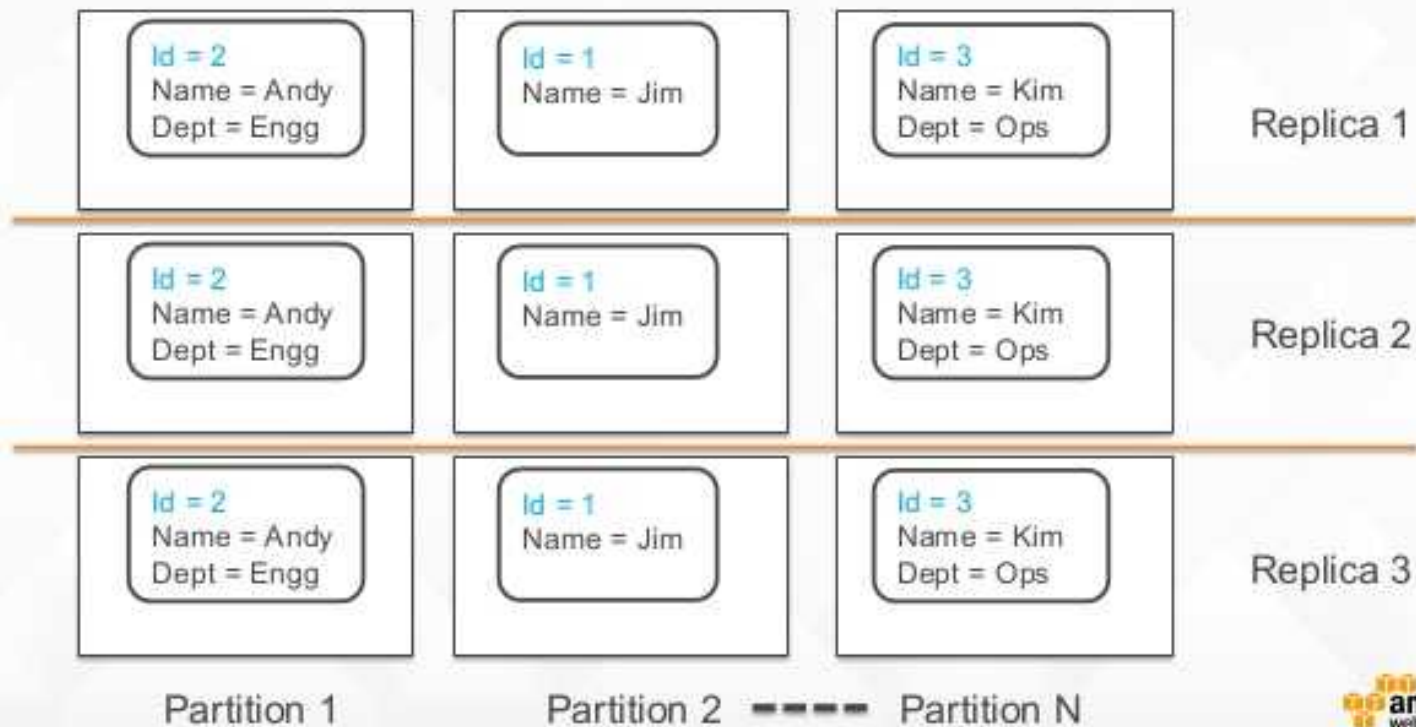 Id = 2
Name = Andy
Dept = Engg
Id = 1
Name = Jim
Id = 3
Name = Kim
Dept = Ops
Replica 1
Id = 2
Name = Andy
Dept = Engg
Id = 1
Name = Jim
Id = 3
Name = Kim
Dept = Ops
Replica 2
Id = 2
Name = Andy
Dept = Engg
Id = 1
Name = Jim
Id = 3
Name = Kim
Dept = Ops
Replica 3
Partition 1
Partition 2
Partition N